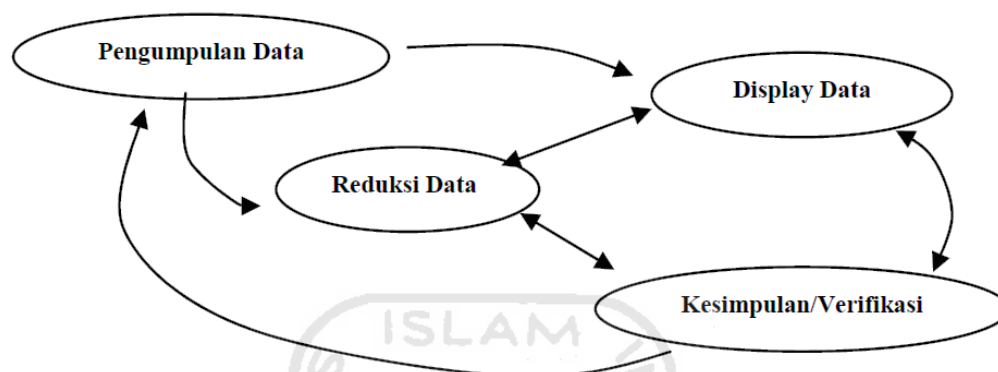 Pengumpulan Data
Display Data
Reduksi Data
Kesimpulan/Verifikasi
ISLAM